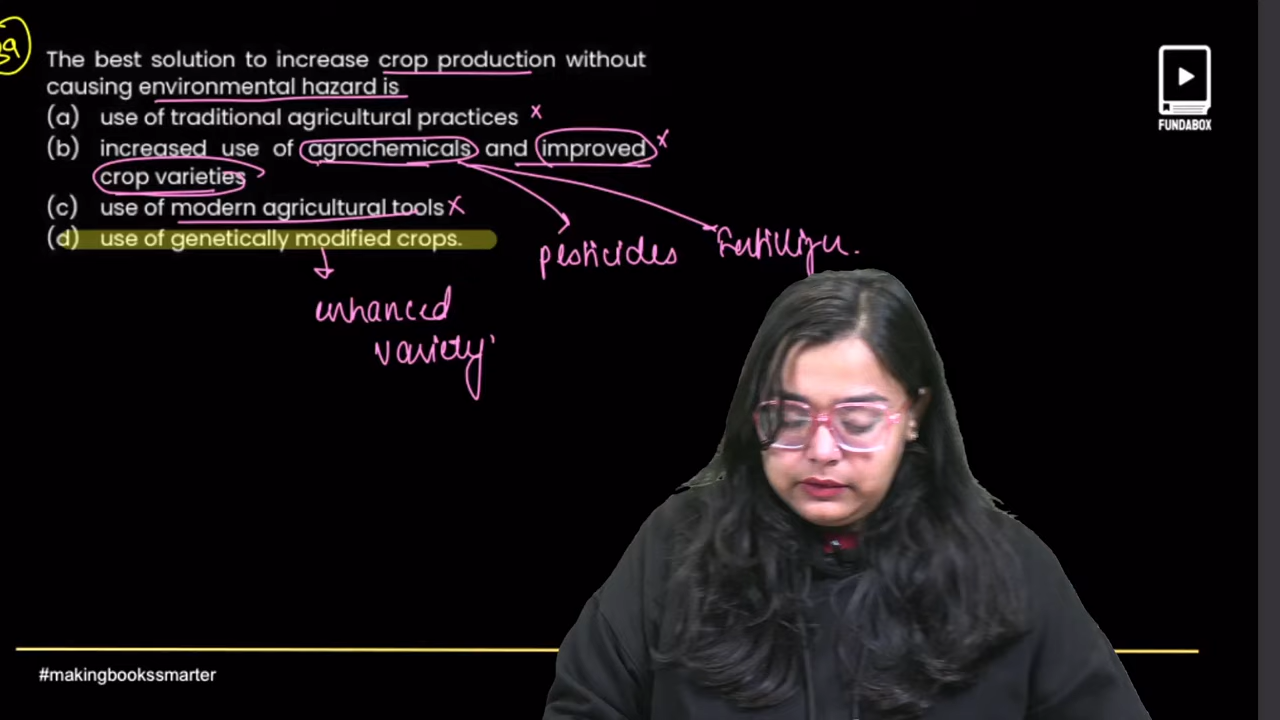 The best solution to increase crop production without
causing environmental hazard is
(a) use of traditional agricultural practices x
(b) increased use of agrochemicals and improved x
crop varieties
(c) use of modern agricultural tools x
(d) use of genetically modified crops.
pesticides
enhanced
variety
FUNDABOX
#makingbookssmarter